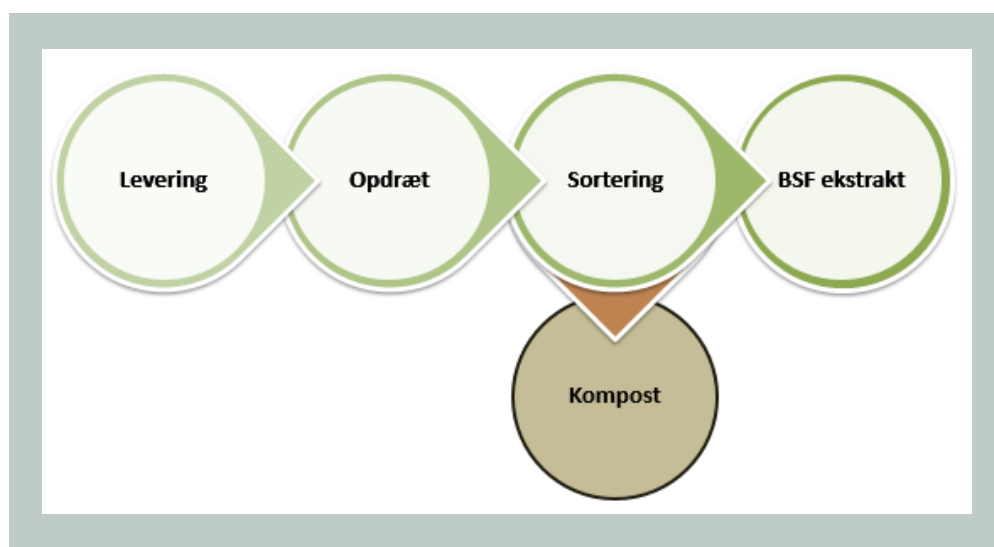 Levering
Opdræt
Sortering
BSF ekstrakt
Kompost